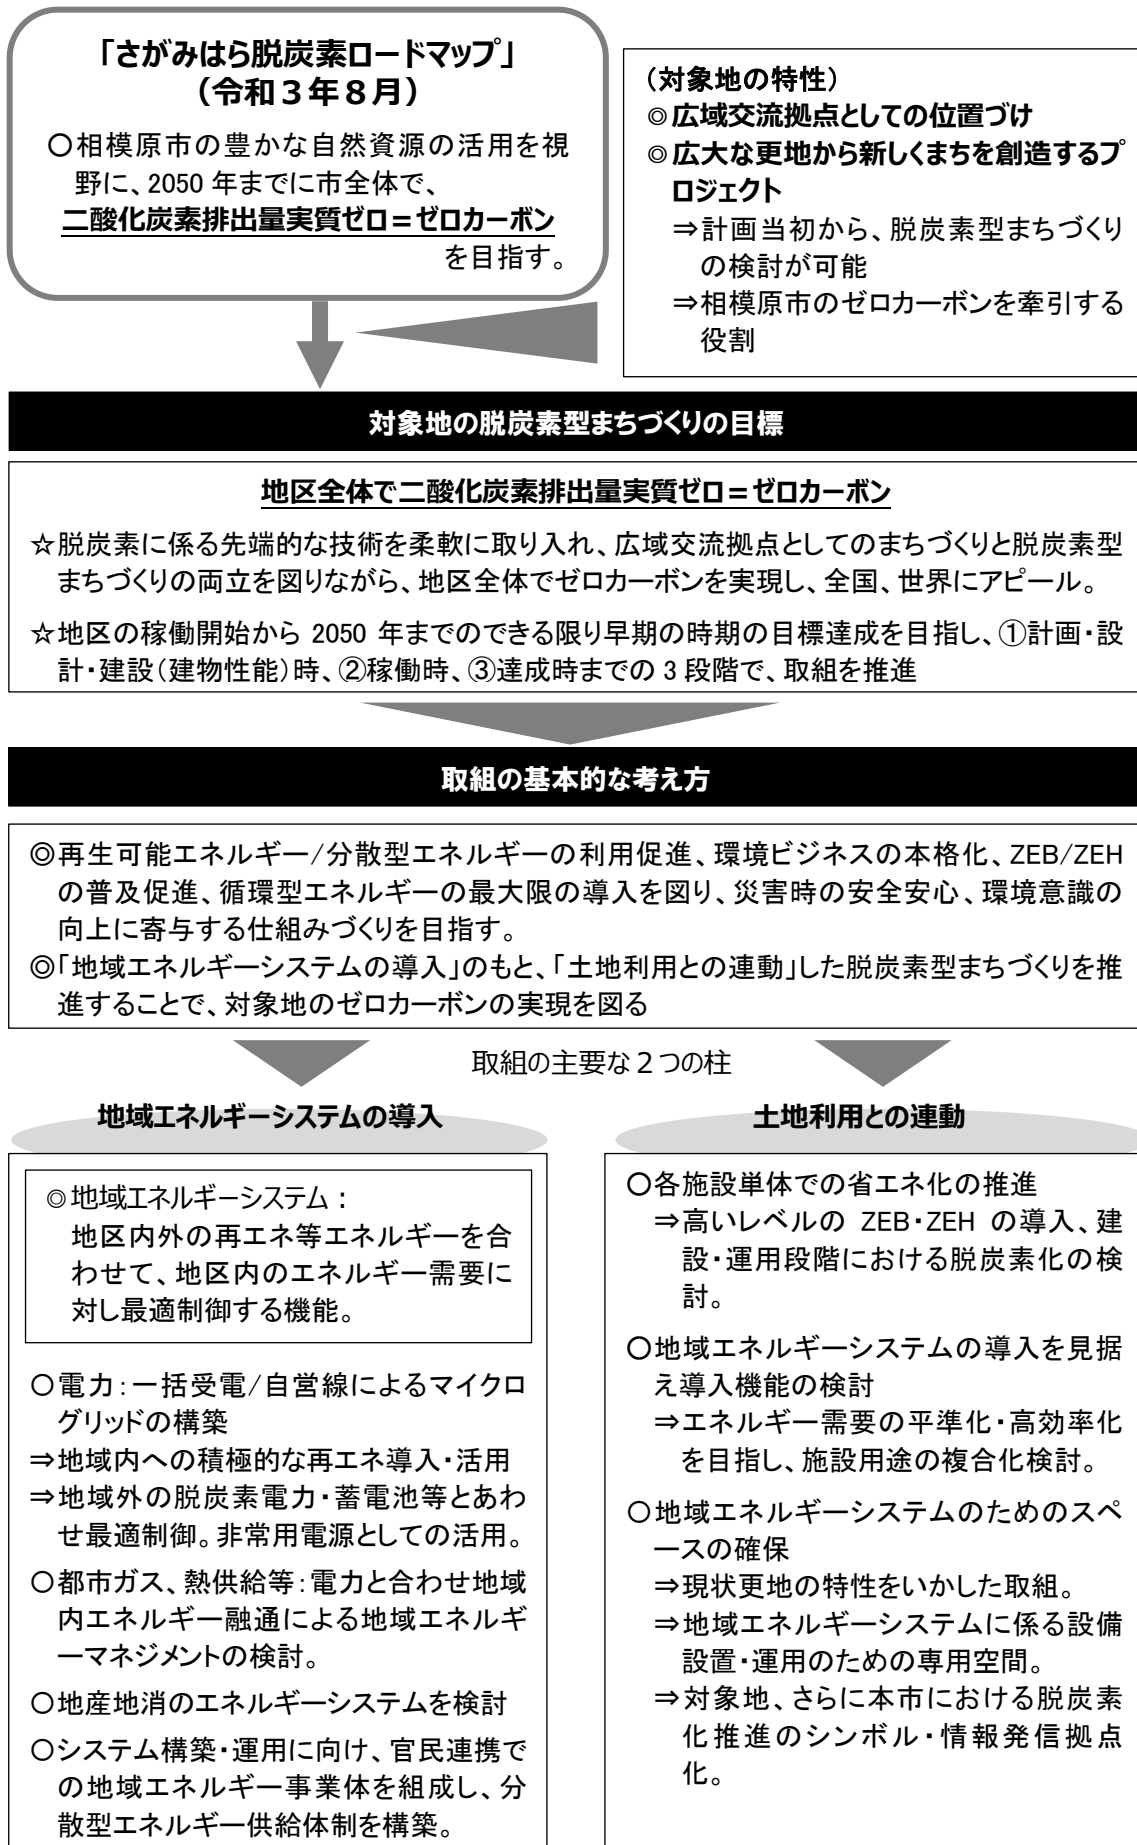 「さがみはら脱炭素ロードマップ」
（令和３年８月）
〇相模原市の豊かな自然資源の活用を視
野に、2050 年までに市全体で、
二酸化炭素排出量実質ゼロ＝ゼロカーボン
を目指す。
（対象地の特性）
◎広域交流拠点としての位置づけ
◎広大な更地から新しくまちを創造するプ
ロジェクト
⇒計画当初から、脱炭素型まちづくり
の検討が可能
⇒相模原市のゼロカーボンを牽引する
役割
対象地の脱炭素型まちづくりの目標
地区全体で二酸化炭素排出量実質ゼロ＝ゼロカーボン
☆脱炭素に係る先端的な技術を柔軟に取り入れ、広域交流拠点としてのまちづくりと脱炭素型
まちづくりの両立を図りながら、地区全体でゼロカーボンを実現し、全国、世界にアピール。
☆地区の稼働開始から 2050 年までのできる限り早期の時期の目標達成を目指し、①計画・設
計・建設（建物性能）時、②稼働時、③達成時までの 3 段階で、取組を推進
取組の基本的な考え方
◎再生可能エネルギー/分散型エネルギーの利用促進、環境ビジネスの本格化、ZEB/ZEH
の普及促進、循環型エネルギーの最大限の導入を図り、災害時の安全安心、環境意識の
向上に寄与する仕組みづくりを目指す。
◎「地域エネルギーシステムの導入」のもと、「土地利用との連動」した脱炭素型まちづくりを推
進することで、対象地のゼロカーボンの実現を図る
取組の主要な２つの柱
地域エネルギーシステムの導入
◎地域エネルギーシステム：
地区内外の再エネ等エネルギーを合
わせて、地区内のエネルギー需要に
対し最適制御する機能。
〇電力：一括受電/自営線によるマイクロ
グリッドの構築
⇒地域内への積極的な再エネ導入・活用
⇒地域外の脱炭素電力・蓄電池等とあわ
せ最適制御。非常用電源としての活用。
〇都市ガス、熱供給等：電力と合わせ地域
内エネルギー融通による地域エネルギ
ーマネジメントの検討。
〇地産地消のエネルギーシステムを検討
〇システム構築・運用に向け、官民連携で
の地域エネルギー事業体を組成し、分
散型エネルギー供給体制を構築。
土地利用との連動
〇各施設単体での省エネ化の推進
⇒高いレベルの ZEB・ZEH の導入、建
設・運用段階における脱炭素化の検
討。
〇地域エネルギーシステムの導入を見据
え導入機能の検討
⇒エネルギー需要の平準化・高効率化
を目指し、施設用途の複合化検討。
〇地域エネルギーシステムのためのスペ
ースの確保
⇒現状更地の特性をいかした取組。
⇒地域エネルギーシステムに係る設備
設置・運用のための専用空間。
⇒対象地、さらに本市における脱炭素
化推進のシンボル・情報発信拠点
化。